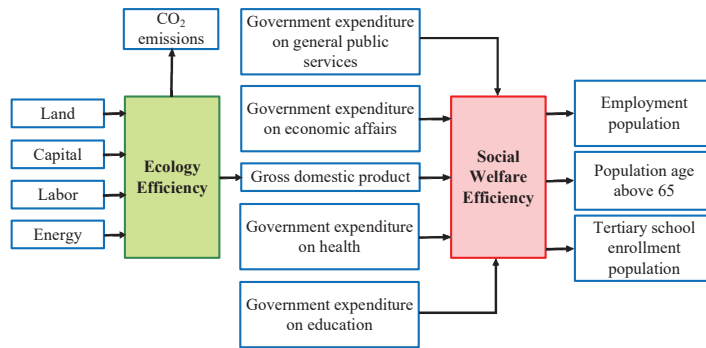 CO₂
emissions
Land
Capital
Labor
Energy
Ecology
Efficiency
Government expenditure
on general public
services
Government expenditure
on economic affairs
Gross domestic product
Government expenditure
on health
Government expenditure
on education
Social
Welfare
Efficiency
Employment
population
Population age
above 65
Tertiary school
enrollment
population